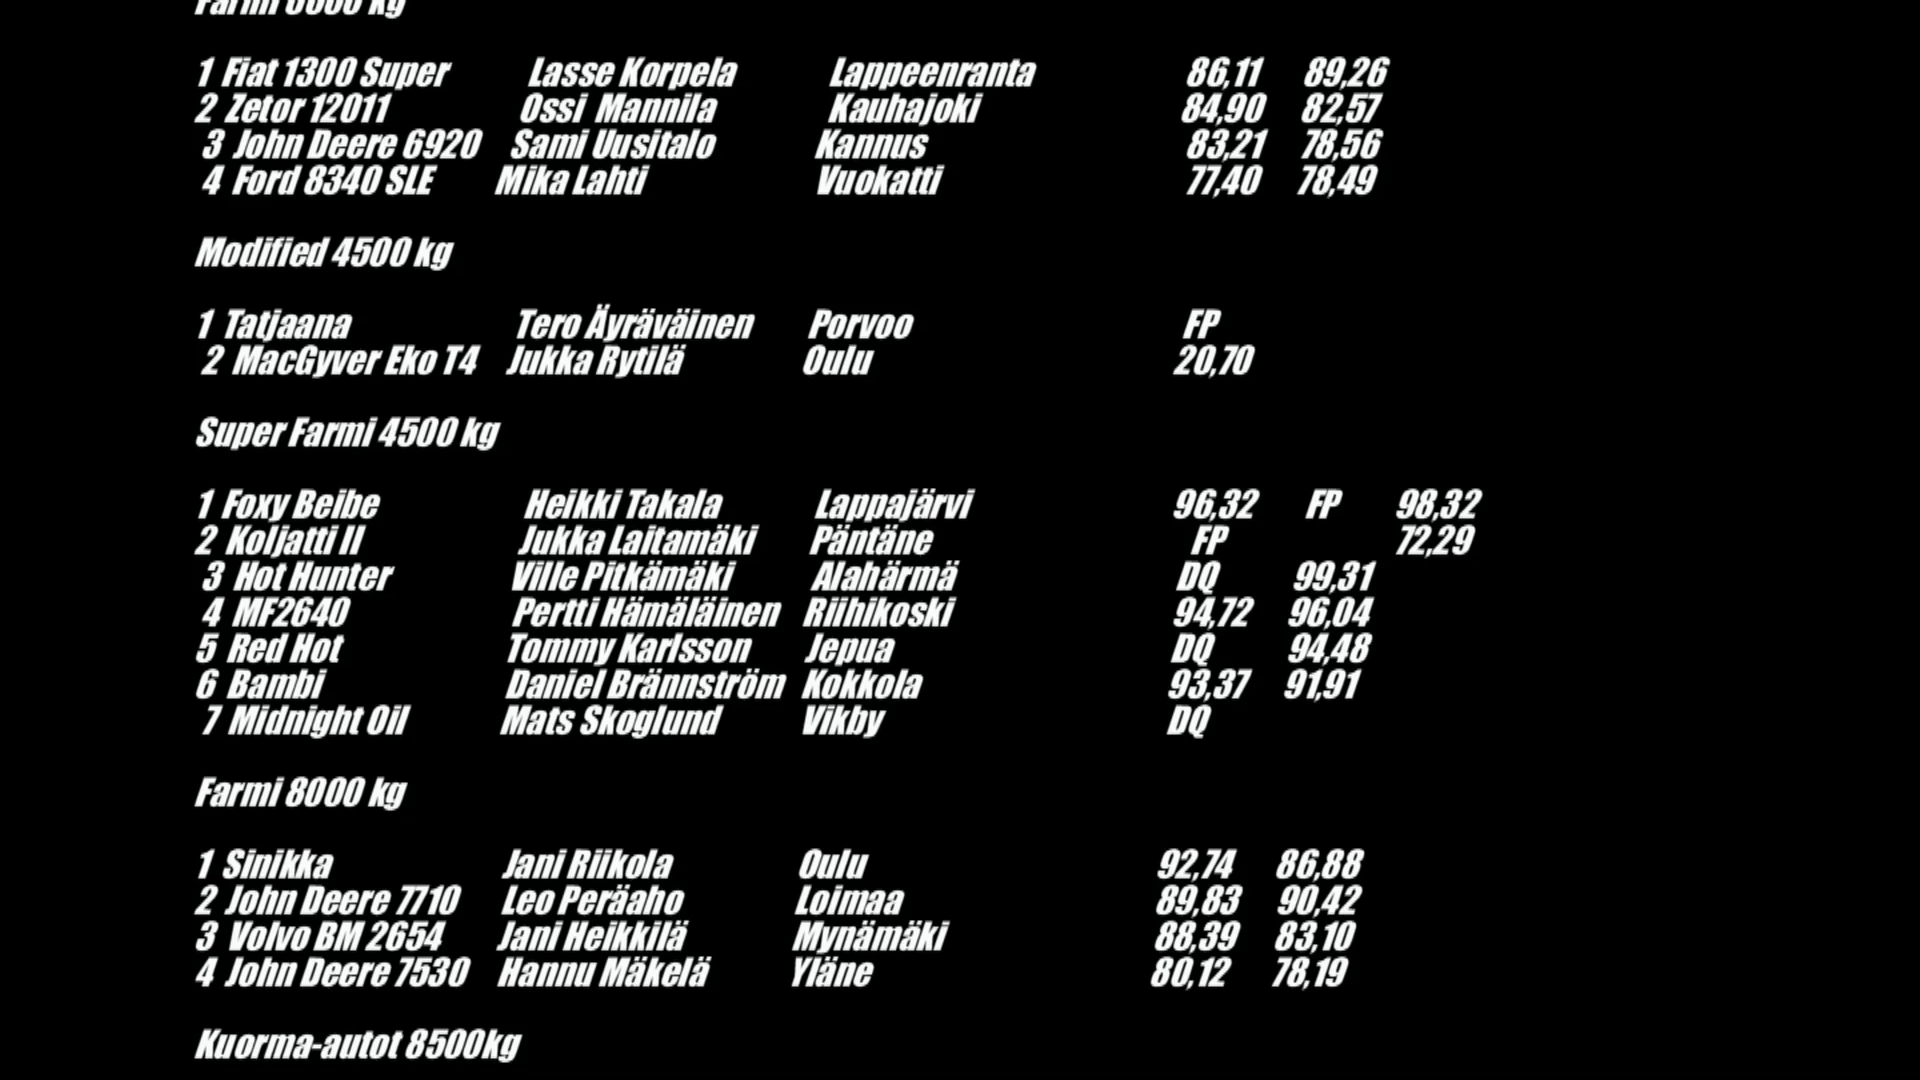 Farmi 6000 kg
1 Fiat 1300 Super Lasse Korpela Lappeenranta 86,11 89,26
2 Zetor 12011 Ossi Mannila Kauhajoki 84,90 82,57
3 John Deere 6920 Sami Uusitalo Kannus 83,21 78,56
4 Ford 8340 SLE Mika Lahti Vuokatti 77,40 78,49
Modified 4500 kg
1 Tatjaana Tero Äyräväinen Porvoo FP
2 MacGyver Eko T4 Jukka Rytilä Oulu 20,70
Super Farmi 4500 kg
1 Foxy Beibe Heikki Takala Lappajärvi 96,32 FP 98,32
2 Koljatti II Jukka Laitamäki Päntäne FP 72,29
3 Hot Hunter Ville Pitkämäki Alahärmä DQ 99,31
4 MF2640 Pertti Hämäläinen Riihikoski 94,72 96,04
5 Red Hot Tommy Karlsson Jepua DQ 94,48
6 Bambi Daniel Brännström Kokkola 93,37 91,91
7 Midnight Oil Mats Skoglund Vikby DQ
Farmi 8000 kg
1 Sinikka Jani Riikola Oulu 92,74 86,88
2 John Deere 7710 Leo Peräaho Loimaa 89,83 90,42
3 Volvo BM 2654 Jani Heikkilä Mynämäki 88,39 83,10
4 John Deere 7530 Hannu Mäkelä Yläne 80,12 78,19
Kuorma-autot 8500kg